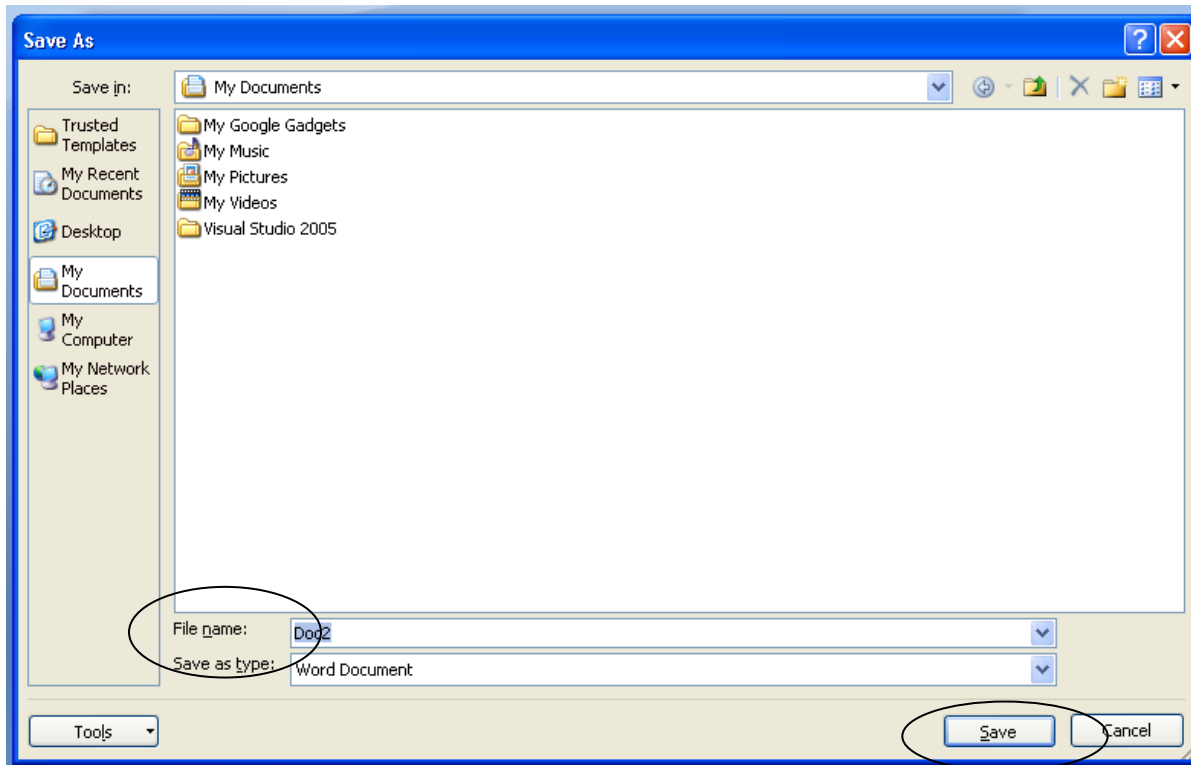 Save As
?
Save in:
My Documents
Trusted
Templates
My Recent
Documents
Desktop
My
Documents
My
Computer
My Network
Places
My Google Gadgets
My Music
My Pictures
My Videos
Visual Studio 2005
File name:
Doc2
Save as type:
Word Document
Tools
Save
Cancel